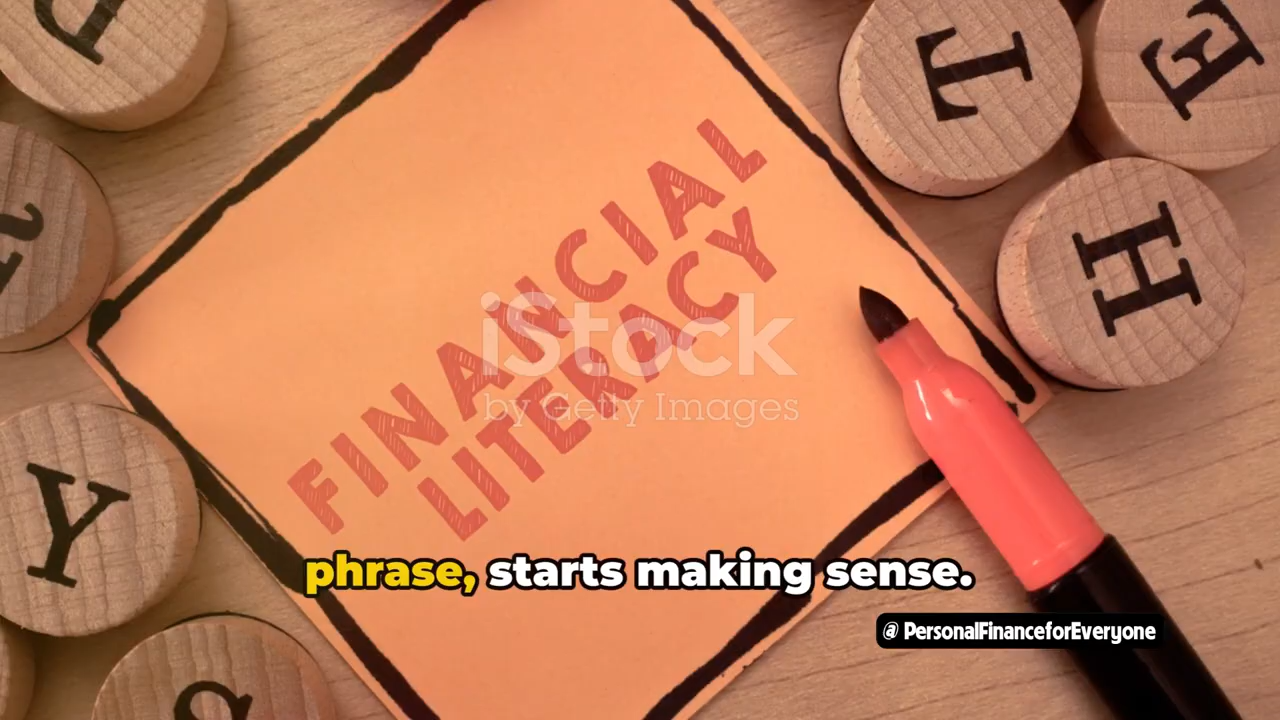 T
E
H
FINANCIAL
LITERACY
iStock
by Getty Images
Y
S
phrase, starts making sense.
@ PersonalFinanceforEveryone